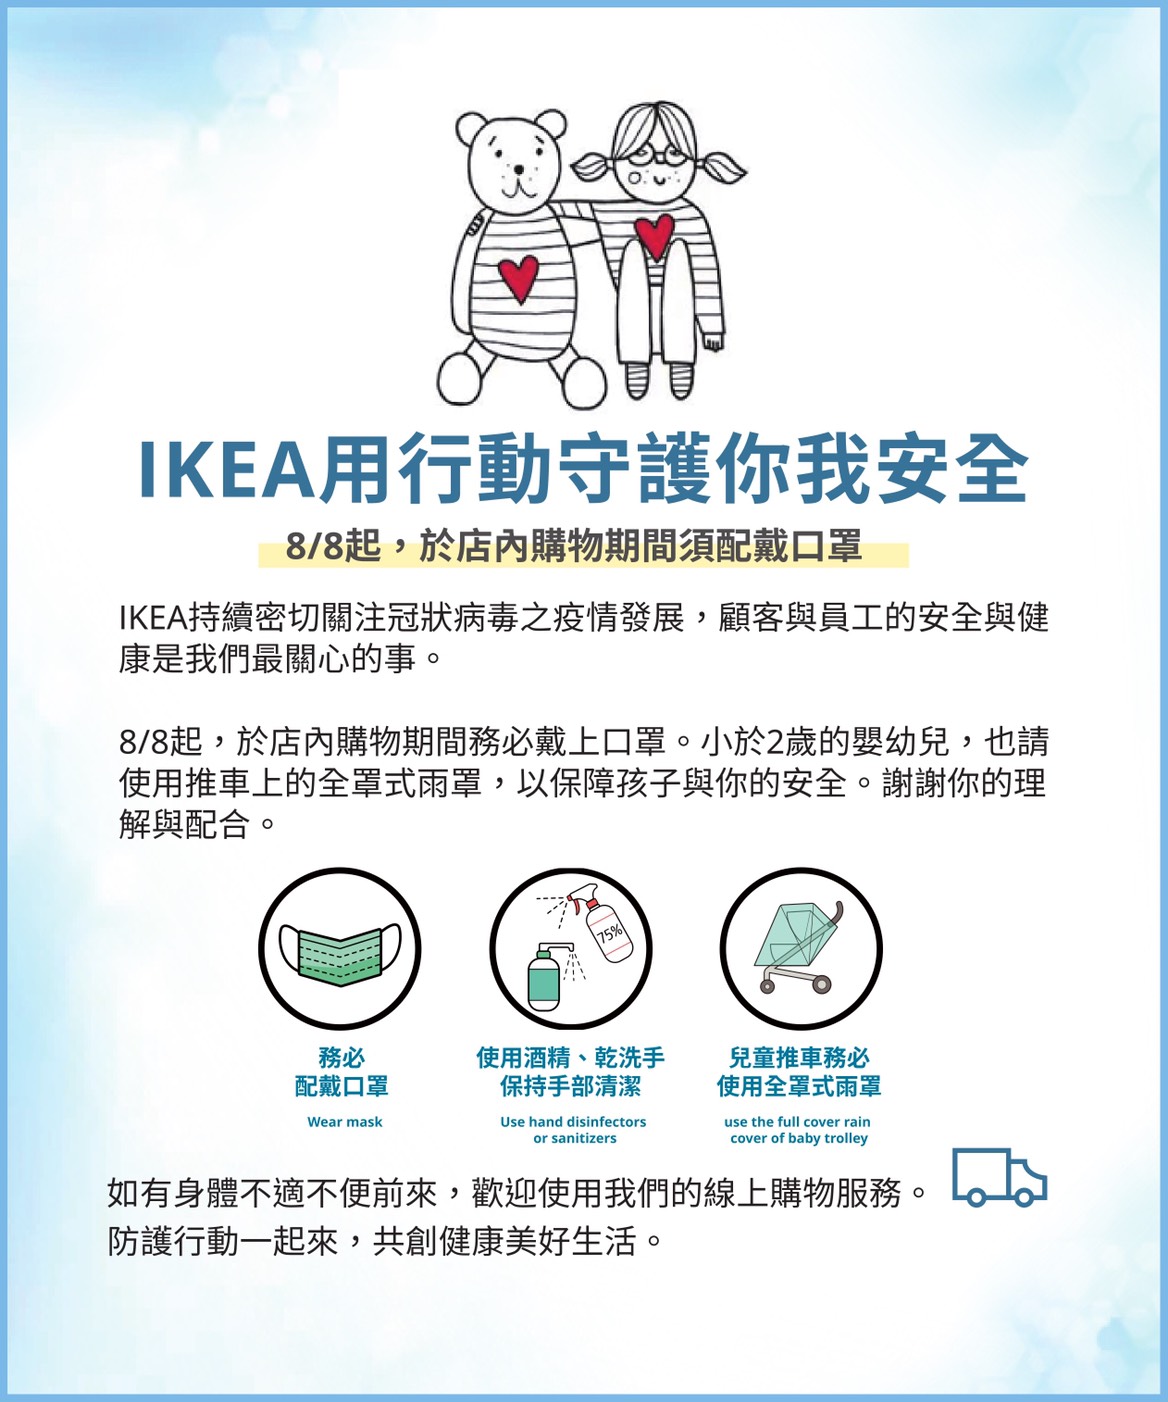 IKEA用行動守護你我安全
8/8起，於店內購物期間須配戴口罩
IKEA持續密切關注冠狀病毒之疫情發展，顧客與員工的安全與健
康是我們最關心的事。
8/8起，於店內購物期間務必戴上口罩。小於2歲的嬰幼兒，也請
使用推車上的全罩式雨罩，以保障孩子與你的安全。謝謝你的理
解與配合。
75%
務必
配戴口罩
Wear mask
使用酒精、乾洗手
保持手部清潔
Use hand disinfectors
or sanitizers
兒童推車務必
使用全罩式雨罩
use the full cover rain
cover of baby trolley
如有身體不適不便前來，歡迎使用我們的線上購物服務。
防護行動一起來，共創健康美好生活。